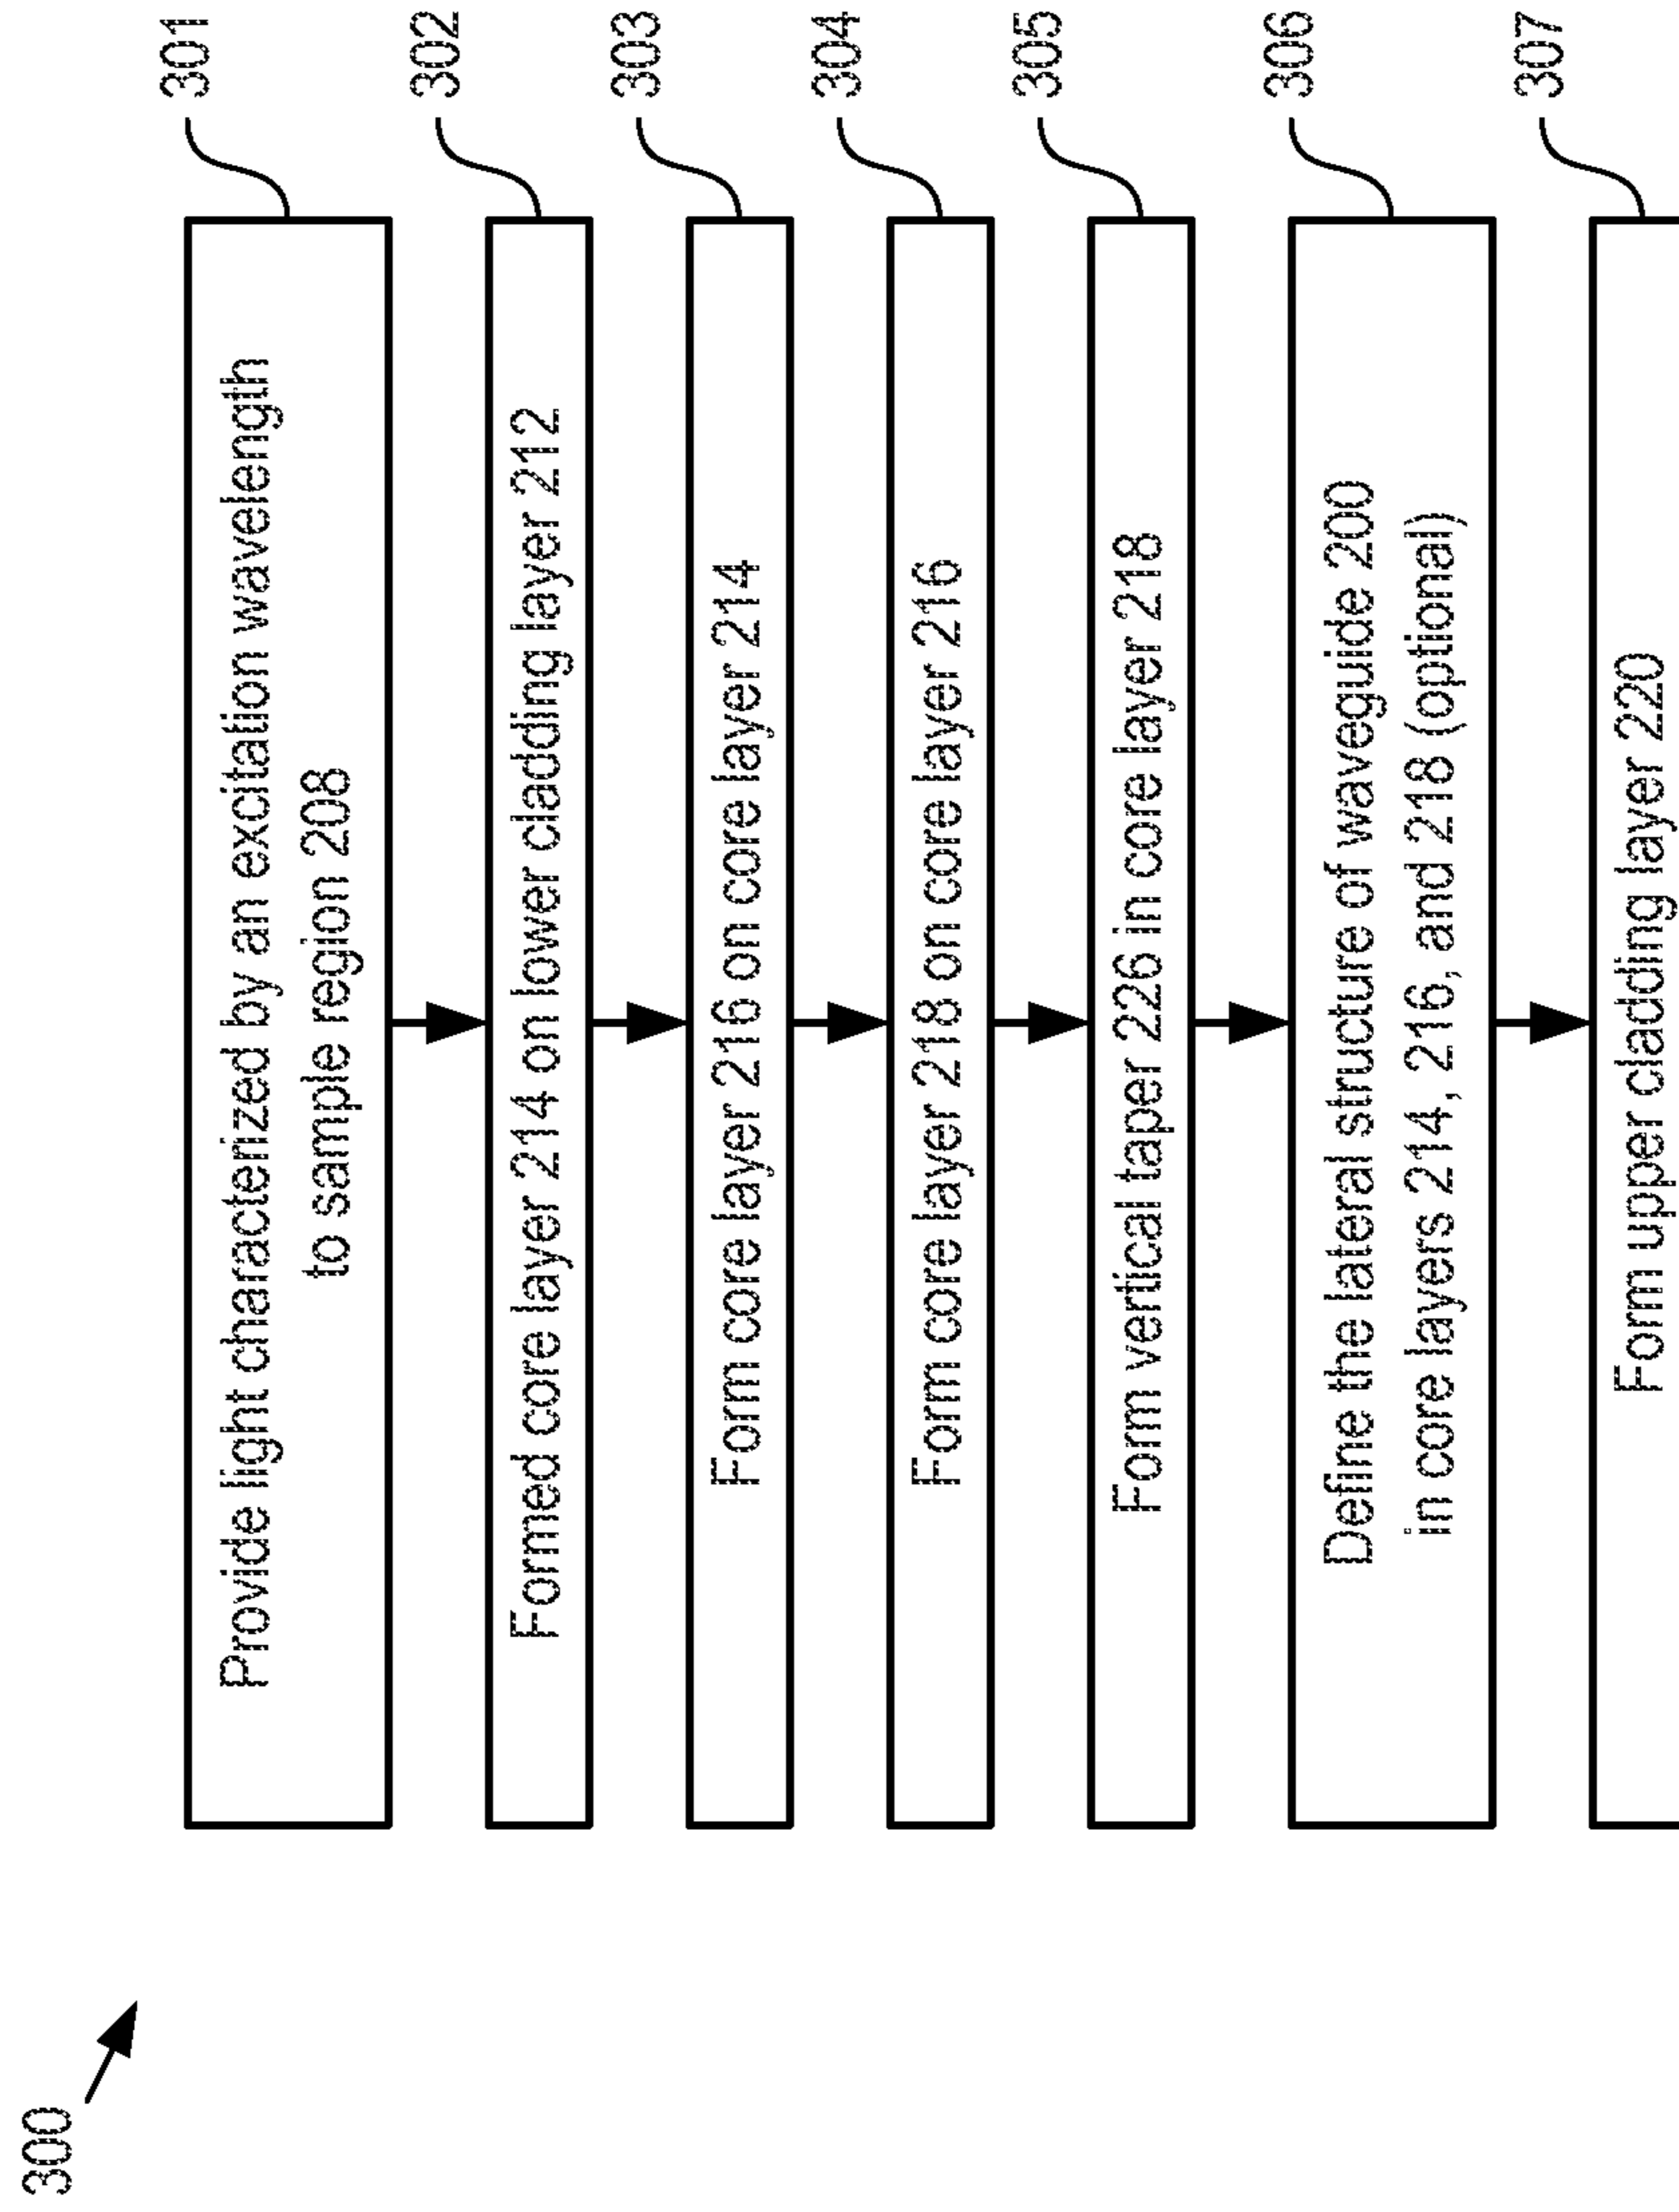 300
Provide light characterized by an excitation wavelength
to sample region 208
301
Formed core layer 214 on lower cladding layer 212
302
Form core layer 216 on core layer 214
303
Form core layer 218 on core layer 216
304
Form vertical taper 226 in core layer 218
305
Define the lateral structure of waveguide 200
in core layers 214, 216, and 218 (optional)
306
Form upper cladding layer 220
307